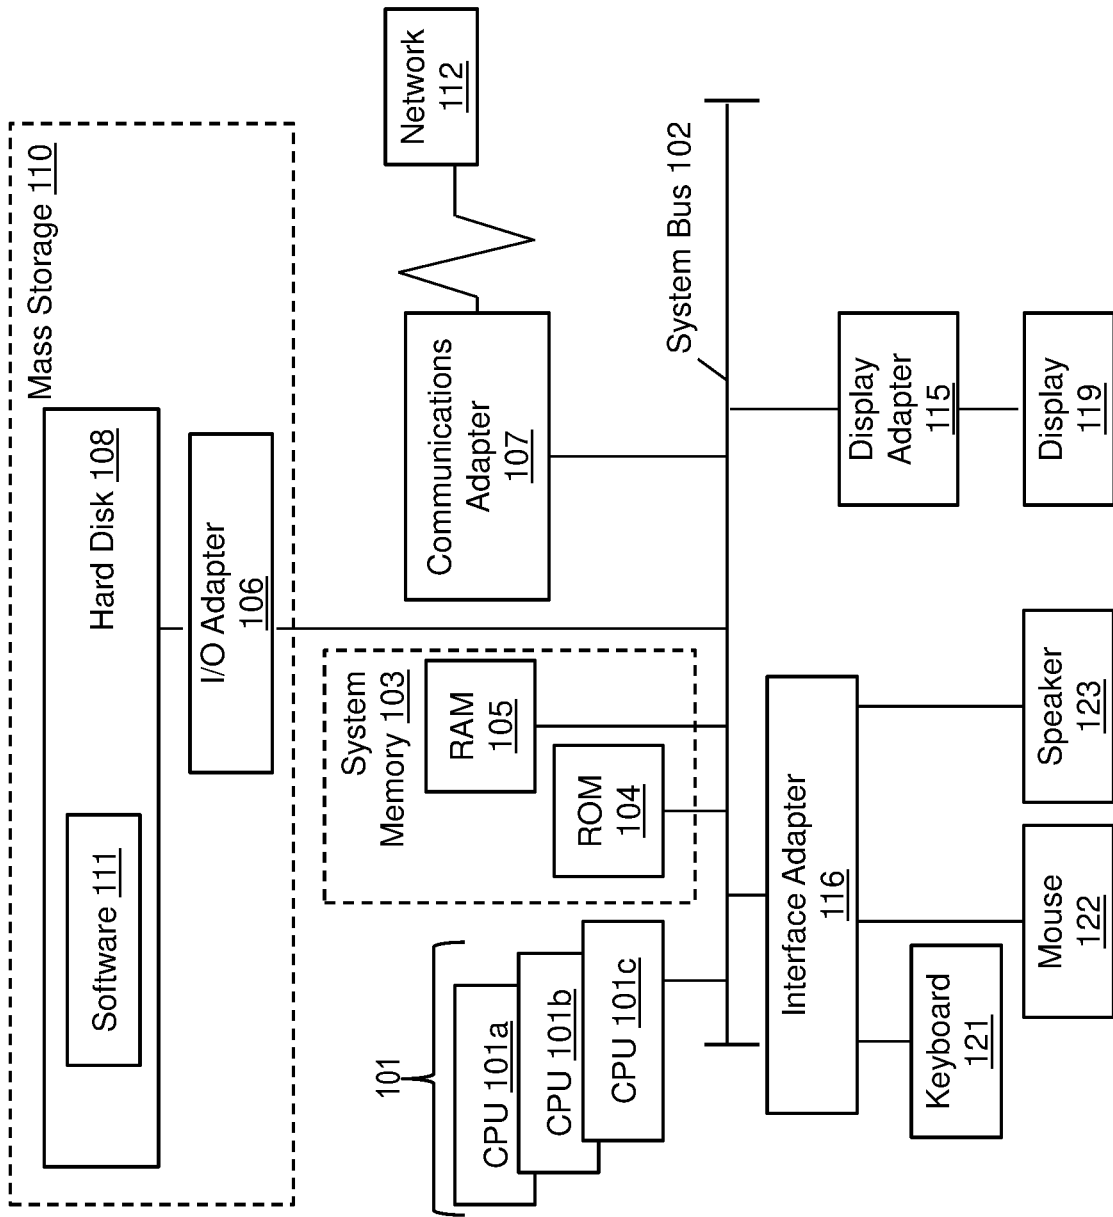 Mass Storage 110
Software 111
Hard Disk 108
I/O Adapter
106
101
CPU 101a
CPU 101b
CPU 101c
System
Memory 103
RAM
105
ROM
104
Communications
Adapter
107
Network
112
System Bus 102
Interface Adapter
116
Display
Adapter
115
Keyboard
121
Mouse
122
Speaker
123
Display
119